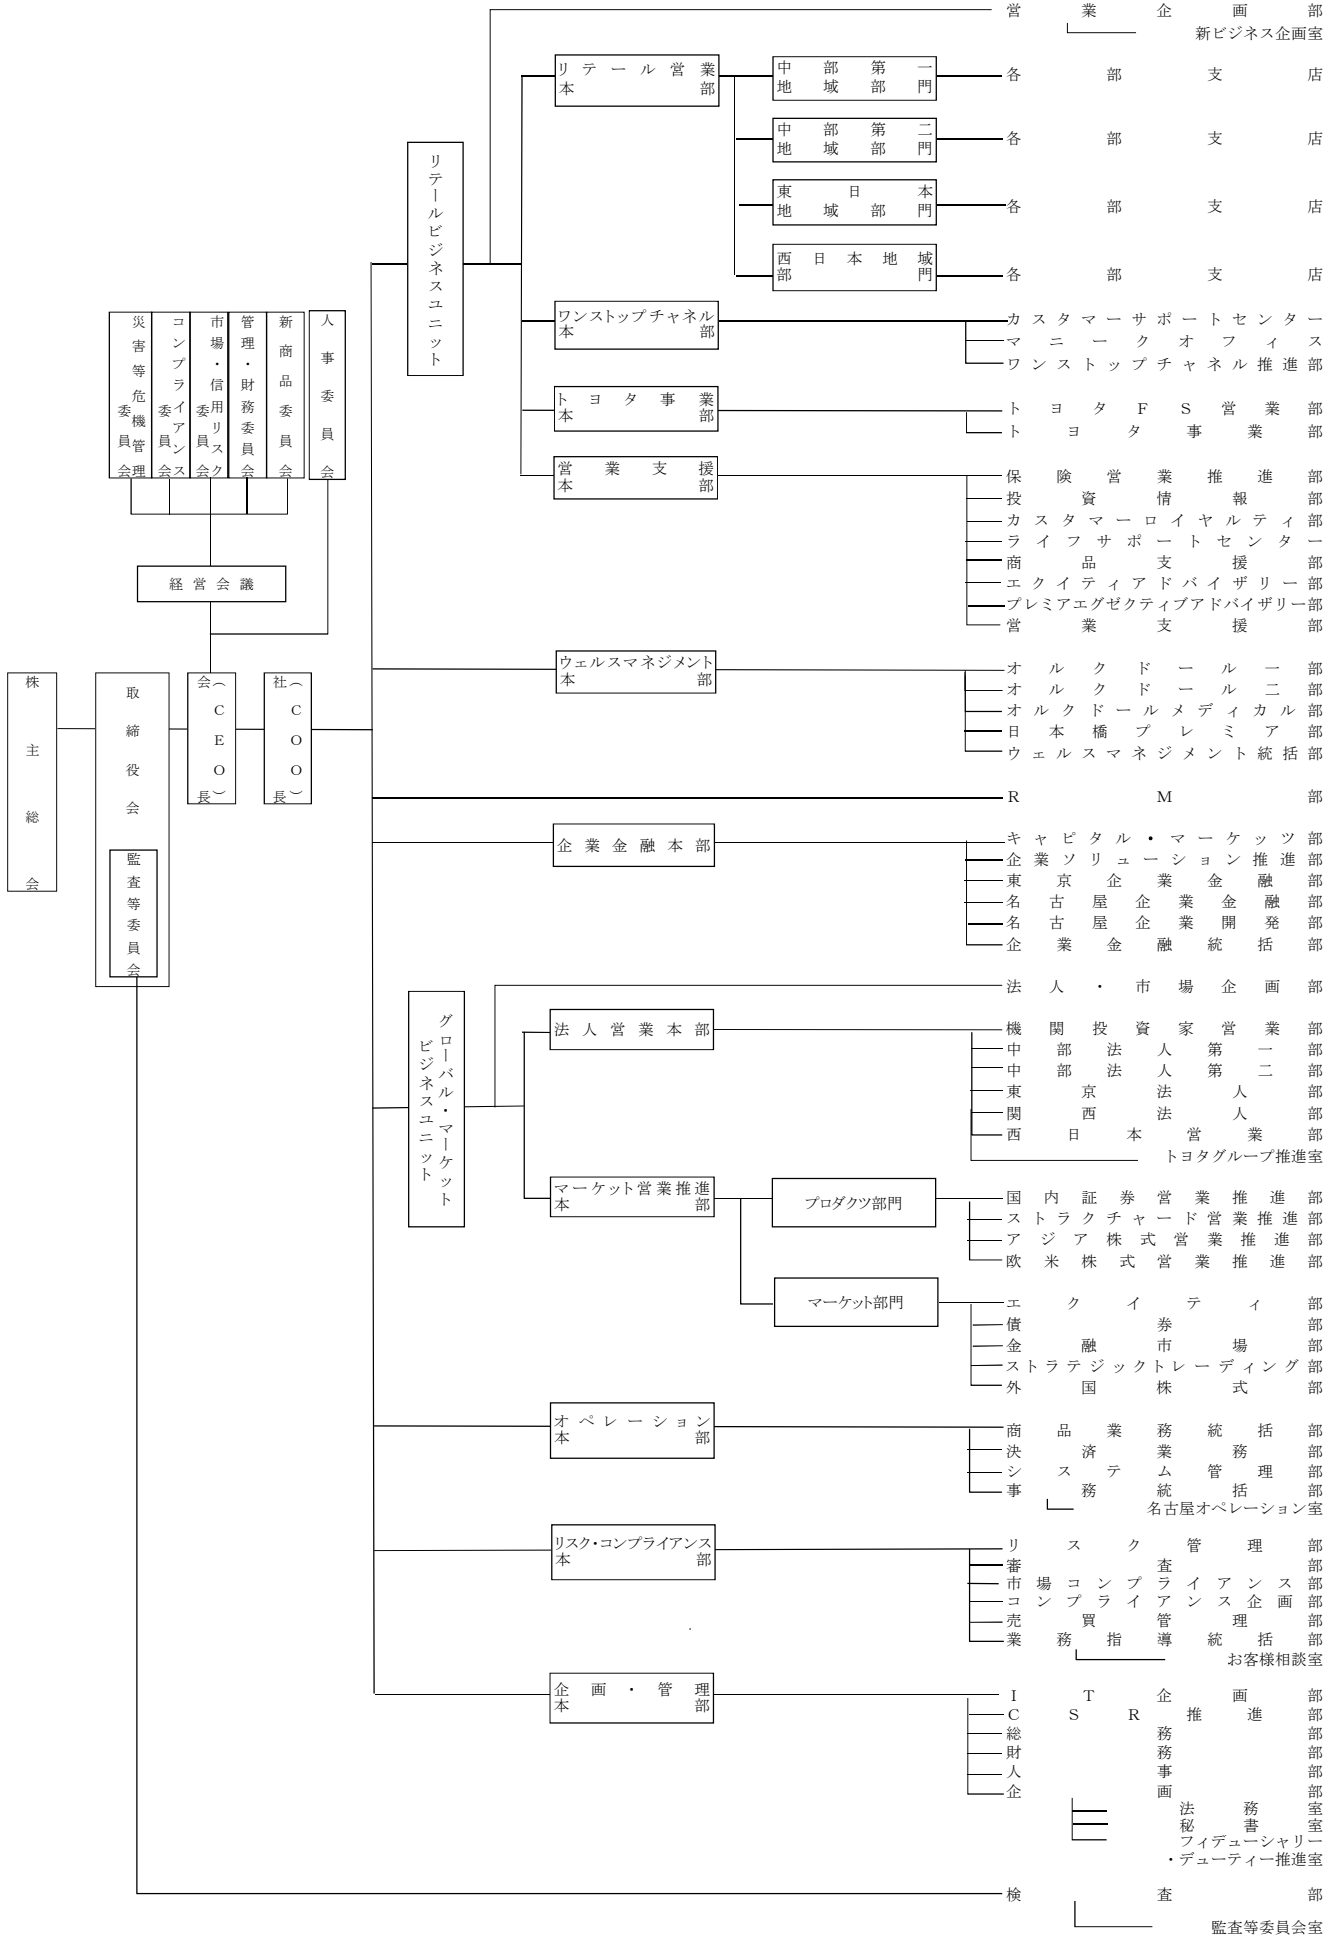 株主総会
取締役会
監査等委員会
会長(CEO)
社長(COO)
経営会議
災害等危機管理
委員会
コンプライアンス
委員会
市場・信用リスク
委員会
管理・財務委員会
新商品委員会
人事委員会
リテールビジネスユニット
営業企画部
新ビジネス企画室
リテール営業
本部
中部第一
地域部門
各部支店
中部第二
地域部門
各部支店
東日本
地域部門
各部支店
西日本地域
部門
各部支店
ワンストップチャネル
本部
カスタマーサポートセンター
マニークオフィス
ワンストップチャネル推進部
トヨタ事業
本部
トヨタFS営業部
トヨタ事業部
営業支援
本部
保険営業推進部
投資情報部
カスタマーロイヤルティ部
ライフサポートセンター
商品支援部
エクイティアドバイザリー部
プレミアエグゼクティブアドバイザリー部
営業支援部
ウェルスマネジメント
本部
オルクドール一部
オルクドール二部
オルクドールメディカル部
日本橋プレミア部
ウェルスマネジメント統括部
RM部
企業金融本部
キャピタル・マーケッツ部
企業ソリューション推進部
東京企業金融部
名古屋企業金融部
名古屋企業開発部
企業金融統括部
グローバル・マーケット
ビジネスユニット
法人・市場企画部
法人営業本部
機関投資家営業部
中部法人第一部
中部法人第二部
東京法人部
関西法人部
西日本営業部
トヨタグループ推進室
マーケット営業推進
本部
プロダクツ部門
国内証券営業推進部
ストラクチャード営業推進部
アジア株式営業推進部
欧米株式営業推進部
マーケット部門
エクイティ部
債券部
金融市場部
ストラテジックトレーディング部
外国株式部
オペレーション
本部
商品業務統括部
決済業務部
システム管理部
事務統括部
名古屋オペレーション室
リスク・コンプライアンス
本部
リスク管理部
審査部
市場コンプライアンス部
コンプライアンス企画部
売買管理部
業務指導統括部
お客様相談室
企画・管理
本部
IT企画部
CSR推進部
総務部
財務部
人事部
企画部
法務室
秘書室
フィデューシャリー
・デューティー推進室
検査部
監査等委員会室